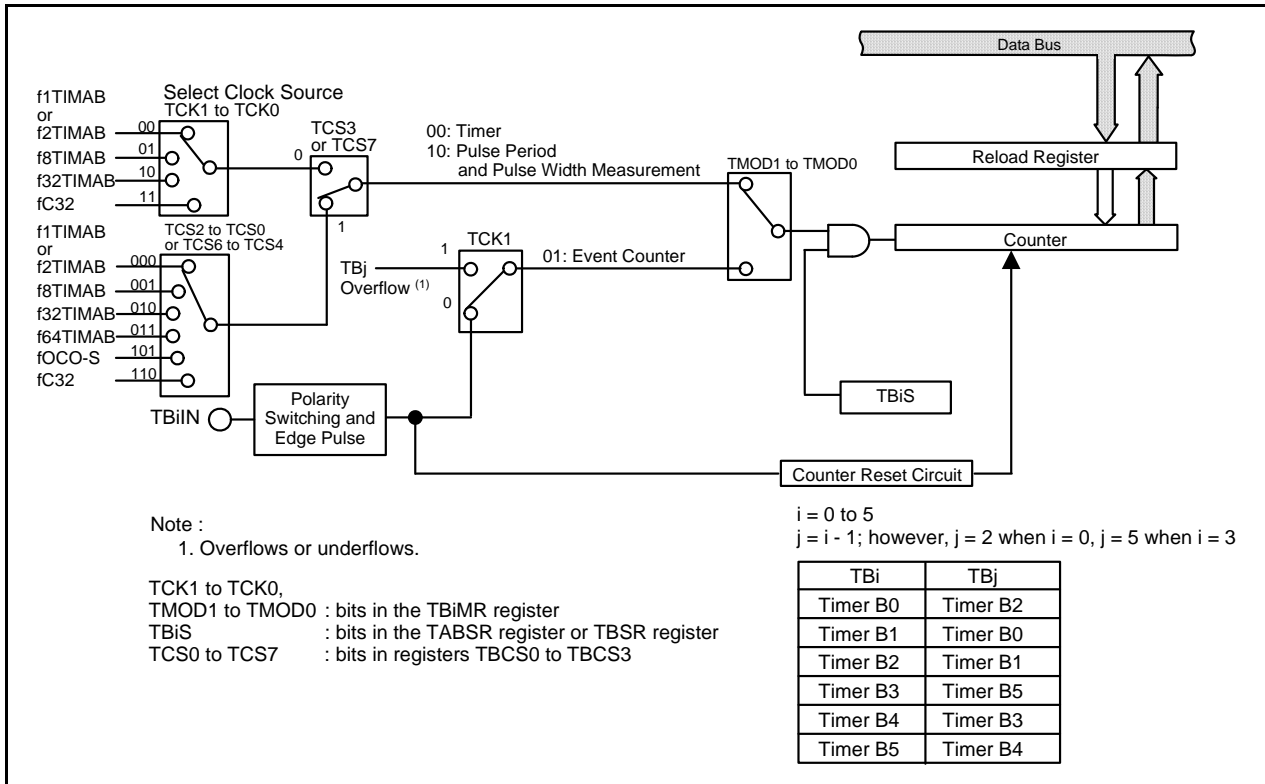 Data Bus
Select Clock Source
TCK1 to TCK0
f1TIMAB
or
f2TIMAB 00
f8TIMAB 01
f32TIMAB 10
fC32 11
TCS3
or TCS7
0
1
00: Timer
10: Pulse Period
and Pulse Width Measurement
TMOD1 to TMOD0
Reload Register
Counter
f1TIMAB
or
f2TIMAB 000
f8TIMAB 001
f32TIMAB 010
f64TIMAB 011
fOCO-S 101
fC32 110
TCS2 to TCS0
or TCS6 to TCS4
TCK1
1
TBj
Overflow (1)
0
01: Event Counter
TBiS
TBiIN
Polarity
Switching and
Edge Pulse
Counter Reset Circuit
Note :
1. Overflows or underflows.
TCK1 to TCK0,
TMOD1 to TMOD0 : bits in the TBiMR register
TBiS : bits in the TABSR register or TBSR register
TCS0 to TCS7 : bits in registers TBCS0 to TBCS3
i = 0 to 5
j = i - 1; however, j = 2 when i = 0, j = 5 when i = 3
TBi TBj
Timer B0 Timer B2
Timer B1 Timer B0
Timer B2 Timer B1
Timer B3 Timer B5
Timer B4 Timer B3
Timer B5 Timer B4